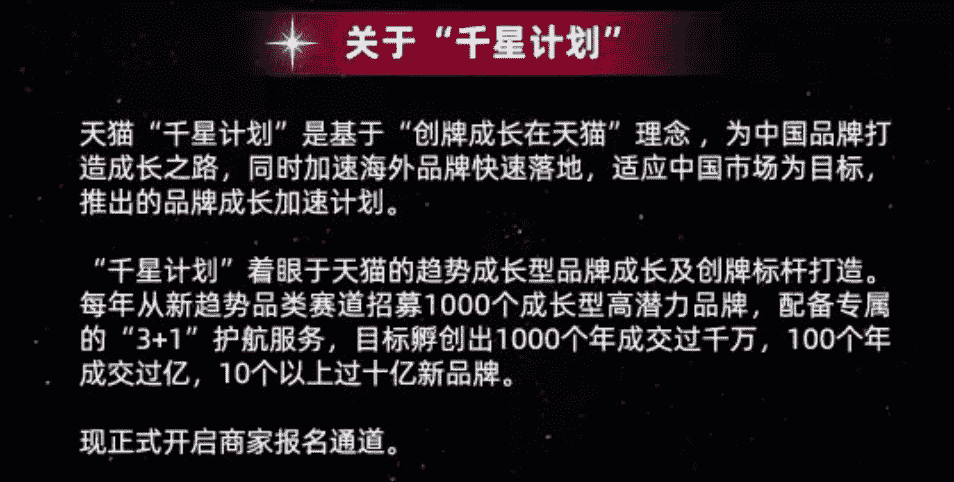 关于“千星计划”
天猫“千星计划”是基于“创牌成长在天猫”理念，为中国品牌打
造成长之路，同时加速海外品牌快速落地，适应中国市场为目标，
推出的品牌成长加速计划。
“千星计划”着眼于天猫的趋势成长型品牌成长及创牌标杆打造。
每年从新趋势品类赛道招募1000个成长型高潜力品牌，配备专属
的“3+1”护航服务，目标孵创出1000个年成交过千万，100个年
成交过亿，10个以上过十亿新品牌。
现正式开启商家报名通道。